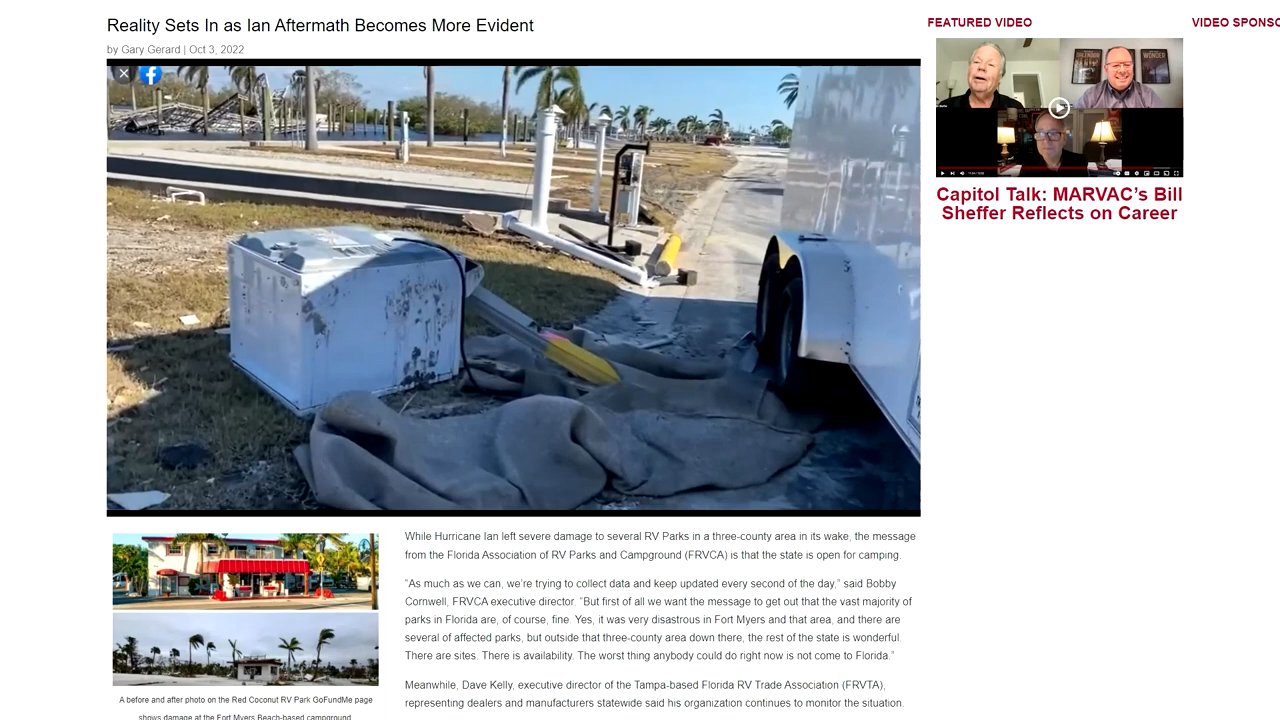 Reality Sets In as Ian Aftermath Becomes More Evident
by Gary Gerard | Oct 3, 2022
While Hurricane Ian left severe damage to several RV Parks in a three-county area in its wake, the message
from the Florida Association of RV Parks and Campground (FRVCA) is that the state is open for camping.
“As much as we can, we’re trying to collect data and keep updated every second of the day,” said Bobby
Cornwell, FRVCA executive director. “But first of all we want the message to get out that the vast majority of
parks in Florida are, of course, fine. Yes, it was very disastrous in Fort Myers and that area, and there are
several of affected parks, but outside that three-county area down there, the rest of the state is wonderful.
There are sites. There is availability. The worst thing anybody could do right now is not come to Florida.”
Meanwhile, Dave Kelly, executive director of the Tampa-based Florida RV Trade Association (FRVTA),
representing dealers and manufacturers statewide said his organization continues to monitor the situation.
A before and after photo on the Red Coconut RV Park GoFundMe page
shows damage at the Fort Myers Beach-based campground
FEATURED VIDEO
Capitol Talk: MARVAC’s Bill
Sheffer Reflects on Career
VIDEO SPONSO